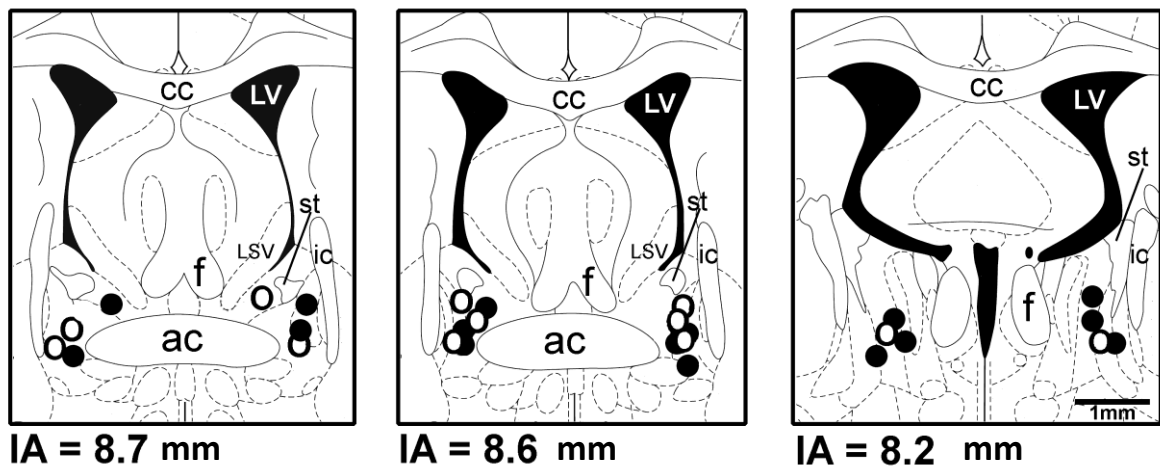 cc
LV
st
LSV
ic
f
ac
IA = 8.7 mm
cc
LV
st
LSV
ic
f
ac
IA = 8.6 mm
cc
LV
st
ic
f
1mm
IA = 8.2 mm